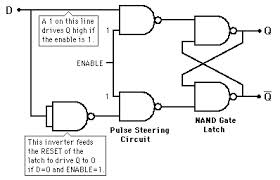 D
A 1 on this line
drives Q high if
the enable is 1.
1
Q
ENABLE
1
Q
This inverter feeds
the RESET of the
latch to drive Q to Q
if D=0 and ENABLE=1.
Pulse Steering
Circuit
NAND Gate
Latch